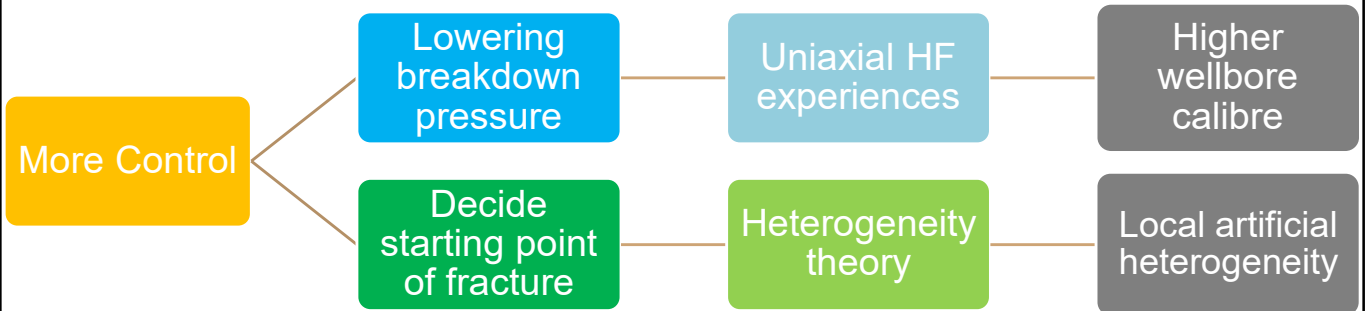 More Control
Lowering
breakdown
pressure
Uniaxial HF
experiences
Higher
wellbore
calibre
Decide
starting point
of fracture
Heterogeneity
theory
Local artificial
heterogeneity